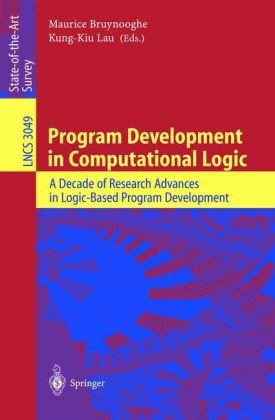 Maurice Bruynooghe
Kung-Kiu Lau (Eds.)
State-of-the-Art
Survey
LNCS 3049
Program Development
in Computational Logic
A Decade of Research Advances
in Logic-Based Program Development
Springer